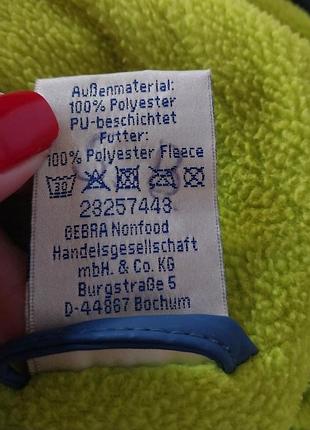 Außenmaterial:
100% Polyester
PU-beschichtet
Futter:
100% Polyester Fleece
30
23257443
GEBRA Nonfood
Handelsgesellschaft
mbH. & Co. KG
Burgstraße 5
D-44867 Bochum